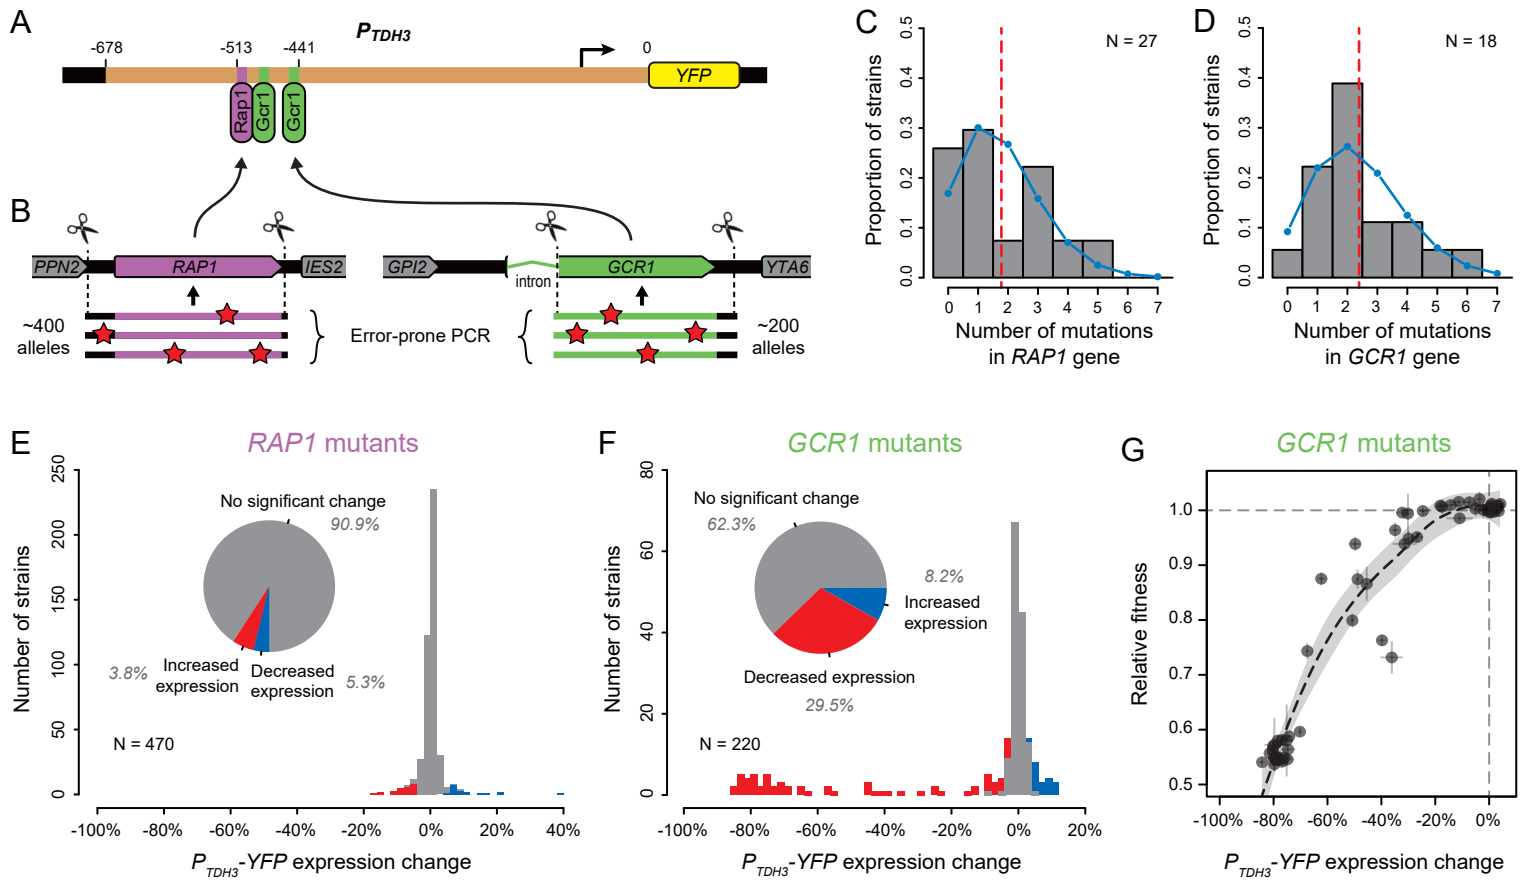 A
P_TDH3
-678
-513
-441
0
YFP
Rap1
Gcr1
Gcr1
B
PPN2
RAP1
IES2
GPI2
intron
GCR1
YTA6
~400
alleles
Error-prone PCR
~200
alleles
C
N = 27
Proportion of strains
0.5
0.4
0.3
0.2
0.1
0.0
0 1 2 3 4 5 6 7
Number of mutations
in RAP1 gene
D
N = 18
Proportion of strains
0.5
0.4
0.3
0.2
0.1
0.0
0 1 2 3 4 5 6 7
Number of mutations
in GCR1 gene
E
RAP1 mutants
Number of strains
250
200
150
100
50
0
No significant change
90.9%
3.8%
Increased
expression
Decreased
expression
5.3%
N = 470
-100% -80% -60% -40% -20% 0% 20% 40%
P_TDH3-YFP expression change
F
GCR1 mutants
Number of strains
80
60
40
20
0
No significant change
62.3%
8.2%
Increased
expression
Decreased expression
29.5%
N = 220
-100% -80% -60% -40% -20% 0% 20%
P_TDH3-YFP expression change
G
GCR1 mutants
Relative fitness
1.0
0.9
0.8
0.7
0.6
0.5
-100% -80% -60% -40% -20% 0%
P_TDH3-YFP expression change